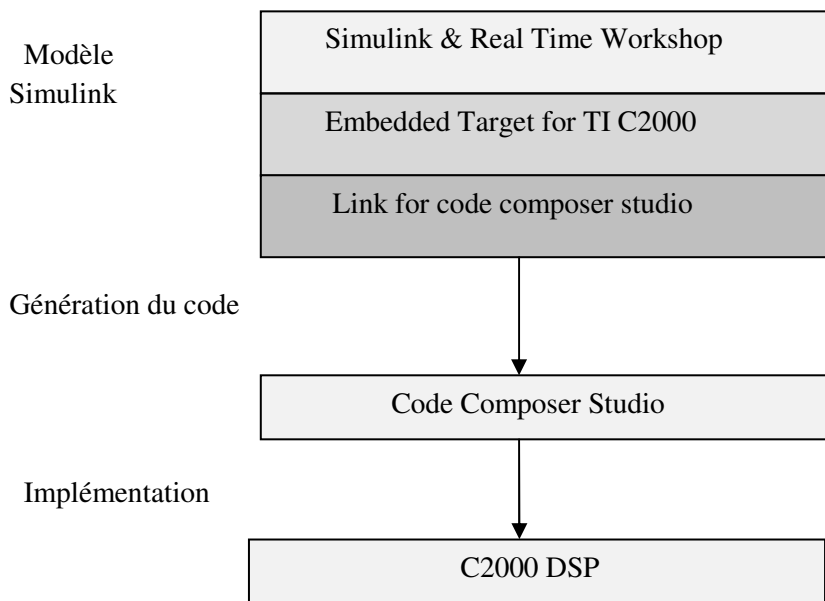 Simulink & Real Time Workshop
Modèle
Simulink
Embedded Target for TI C2000
Link for code composer studio
Génération du code
Code Composer Studio
Implémentation
C2000 DSP